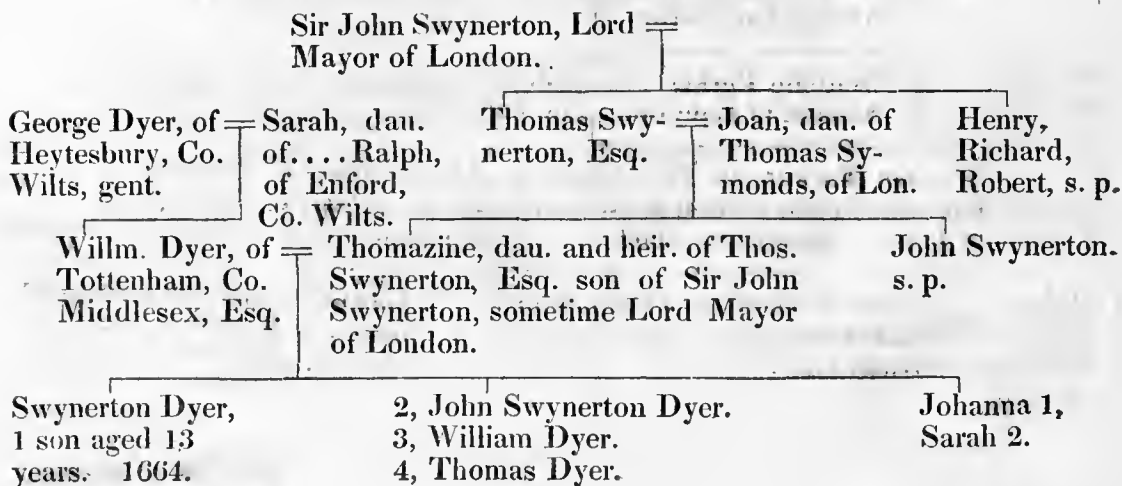 Sir John Swynerton, Lord
Mayor of London.
George Dyer, of
Heytesbury, Co.
Wilts, gent.
Sarah, dau.
of....Ralph,
of Enford,
Co. Wilts.
Thomas Swy-
nerton, Esq.
Joan, dau. of
Thomas Sy-
monds, of Lon.
Henry,
Richard,
Robert, s. p.
Willm. Dyer, of
Tottenham, Co.
Middlesex, Esq.
Thomazine, dau. and heir. of Thos.
Swynerton, Esq. son of Sir John
Swynerton, sometime Lord Mayor
of London.
John Swynerton.
s. p.
Swynerton Dyer,
1 son aged 13
years. 1664.
2, John Swynerton Dyer.
3, William Dyer.
4, Thomas Dyer.
Johanna 1,
Sarah 2.